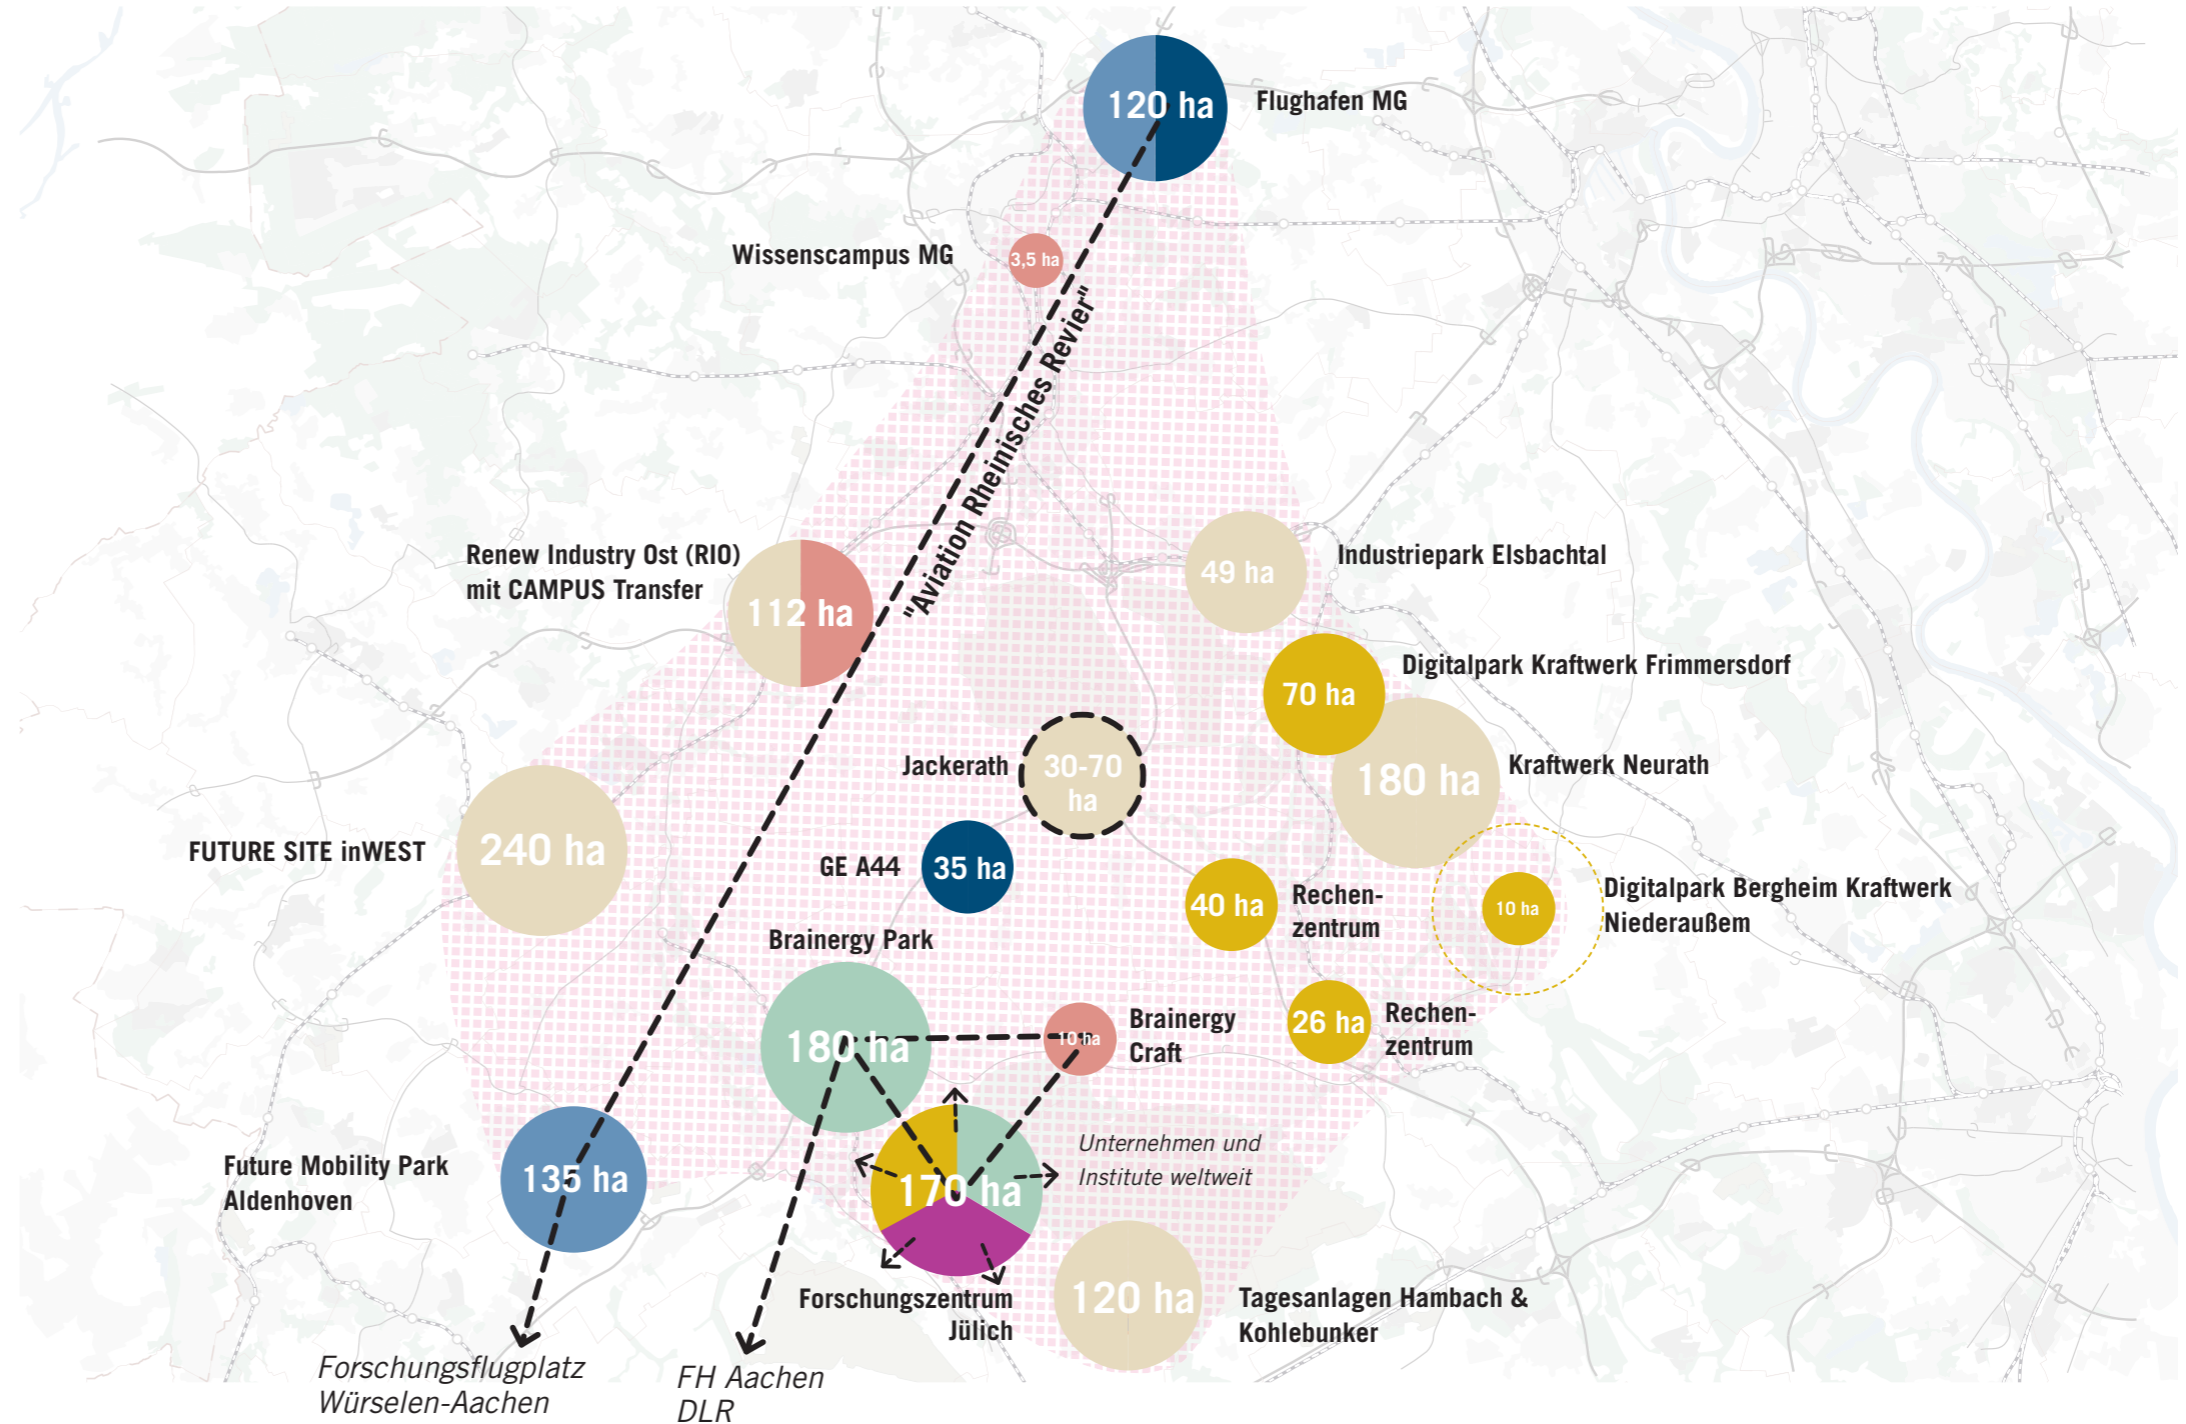 120 ha
Flughafen MG
Wissenscampus MG
3,5 ha
"Aviation Rheinisches Revier"
Renew Industry Ost (RIO)
mit CAMPUS Transfer
112 ha
49 ha
Industriepark Elsbachtal
70 ha
Digitalpark Kraftwerk Frimmersdorf
Jackerath
30-70
ha
180 ha
Kraftwerk Neurath
FUTURE SITE inWEST
240 ha
GE A44
35 ha
40 ha
Rechen-
zentrum
10 ha
Digitalpark Bergheim Kraftwerk
Niederaußem
Brainergy Park
180 ha
10 ha
Brainergy
Craft
26 ha
Rechen-
zentrum
Future Mobility Park
Aldenhoven
135 ha
170 ha
Unternehmen und
Institute weltweit
Forschungszentrum
Jülich
120 ha
Tagesanlagen Hambach &
Kohlebunker
Forschungsflugplatz
Würselen-Aachen
FH Aachen
DLR